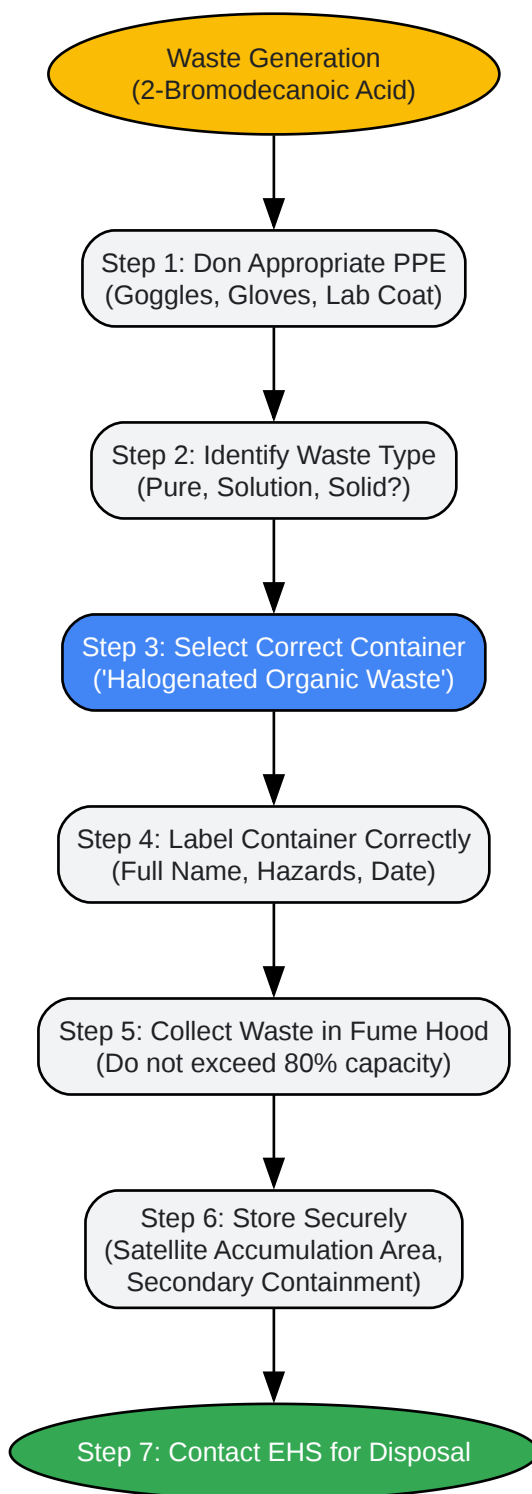 Waste Generation
(2-Bromodecanoic Acid)
Step 1: Don Appropriate PPE
(Goggles, Gloves, Lab Coat)
Step 2: Identify Waste Type
(Pure, Solution, Solid?)
Step 3: Select Correct Container
('Halogenated Organic Waste')
Step 4: Label Container Correctly
(Full Name, Hazards, Date)
Step 5: Collect Waste in Fume Hood
(Do not exceed 80% capacity)
Step 6: Store Securely
(Satellite Accumulation Area,
Secondary Containment)
Step 7: Contact EHS for Disposal